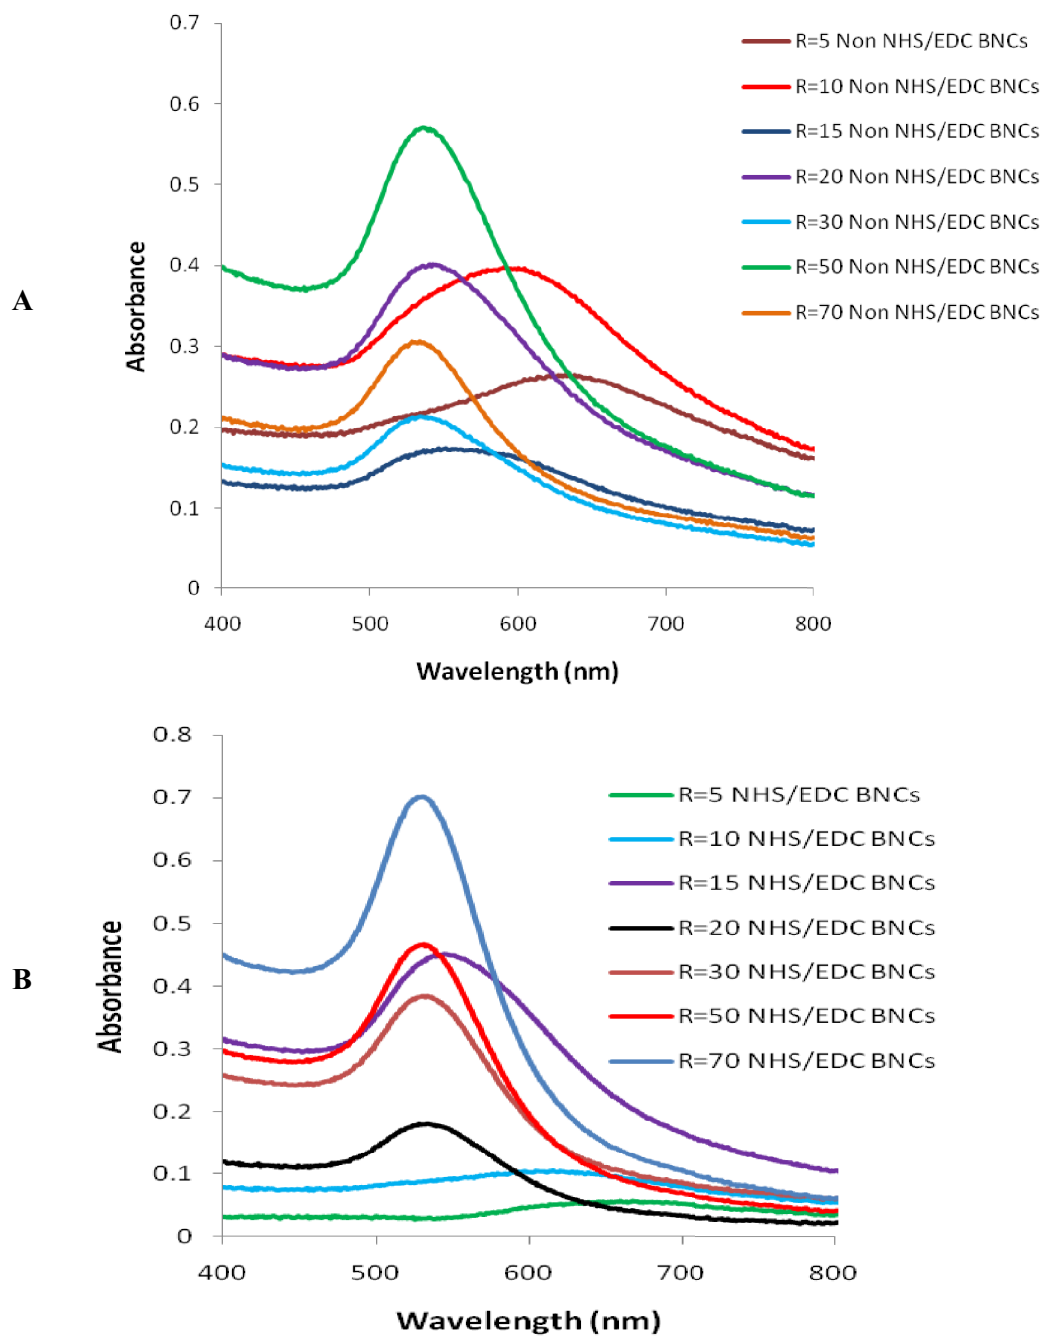 A
0.7
0.6
0.5
0.4
0.3
0.2
0.1
0
Absorbance
400 500 600 700 800
Wavelength (nm)
R=5 Non NHS/EDC BNCs
R=10 Non NHS/EDC BNCs
R=15 Non NHS/EDC BNCs
R=20 Non NHS/EDC BNCs
R=30 Non NHS/EDC BNCs
R=50 Non NHS/EDC BNCs
R=70 Non NHS/EDC BNCs
B
0.8
0.7
0.6
0.5
0.4
0.3
0.2
0.1
0
Absorbance
400 500 600 700 800
Wavelength (nm)
R=5 NHS/EDC BNCs
R=10 NHS/EDC BNCs
R=15 NHS/EDC BNCs
R=20 NHS/EDC BNCs
R=30 NHS/EDC BNCs
R=50 NHS/EDC BNCs
R=70 NHS/EDC BNCs